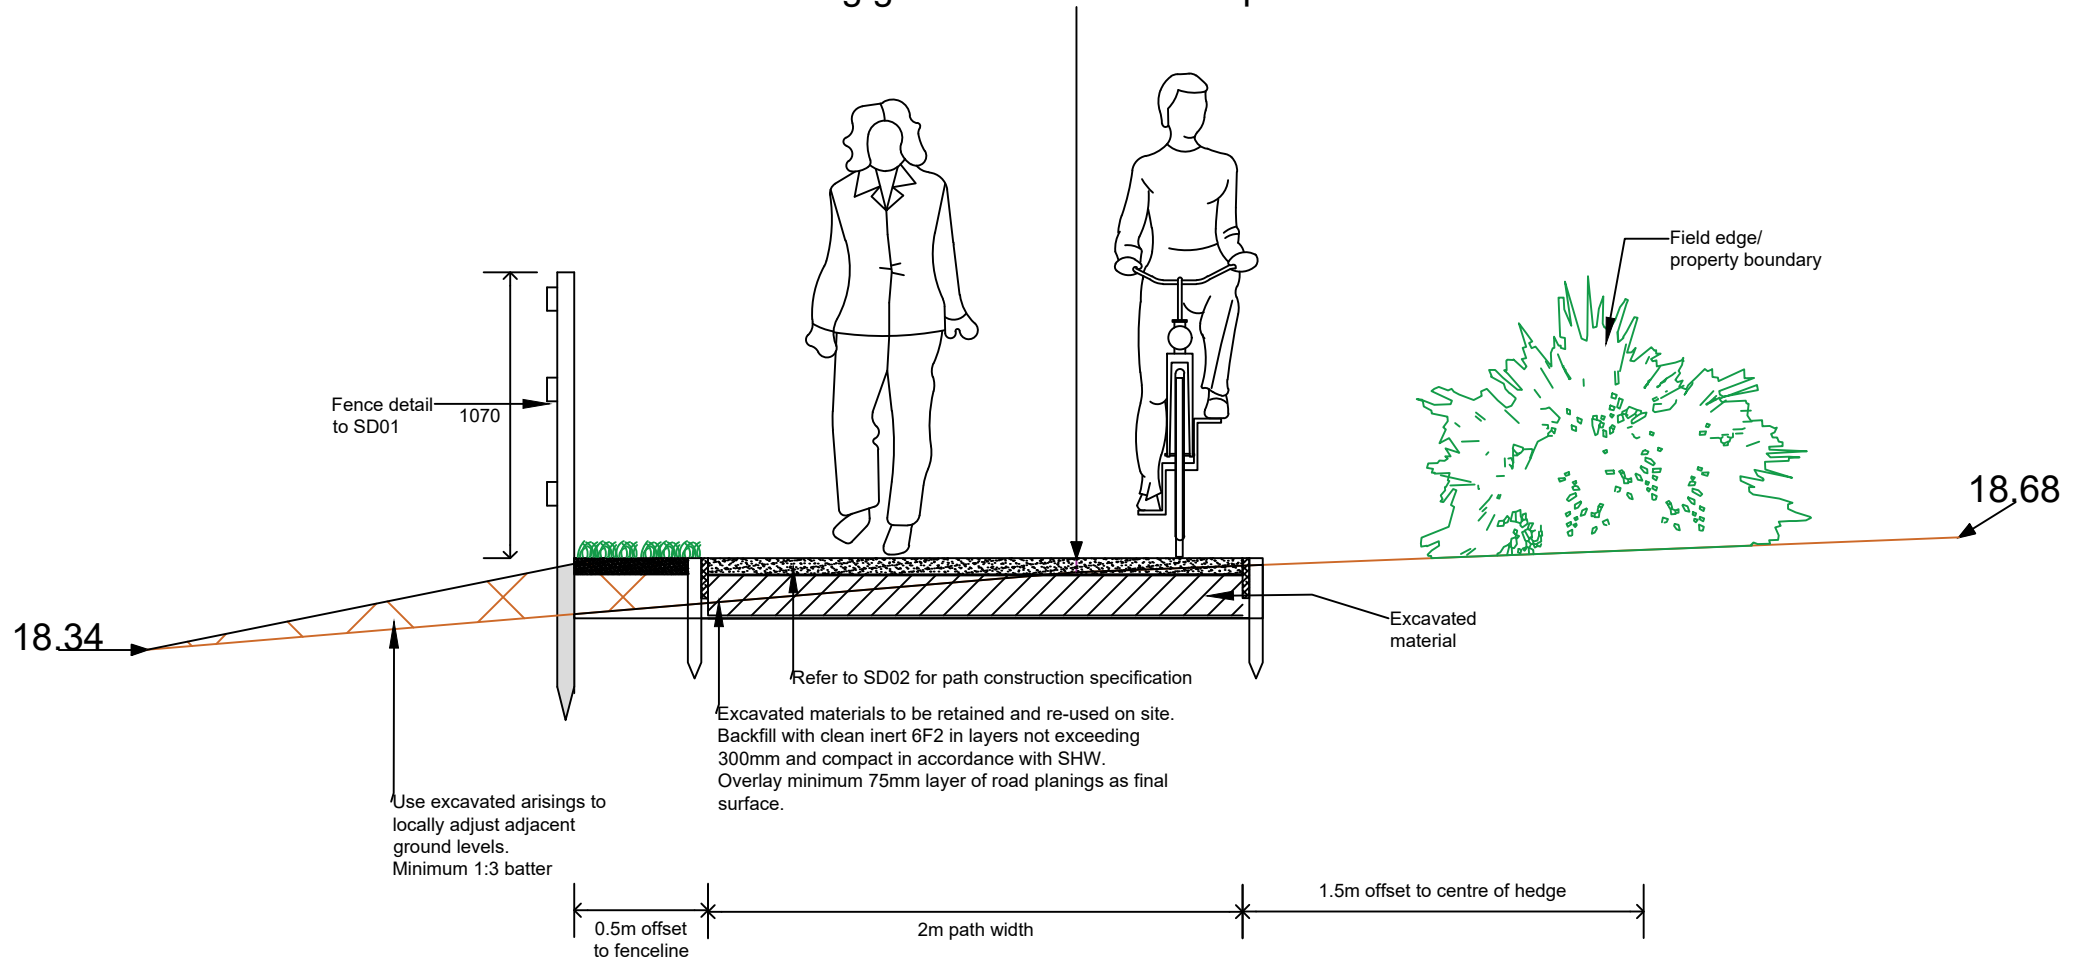 Field edge/
property boundary
Fence detail
to SD01
1070
18.68
18.34
Excavated
material
Refer to SD02 for path construction specification
Excavated materials to be retained and re-used on site.
Backfill with clean inert 6F2 in layers not exceeding
300mm and compact in accordance with SHW.
Overlay minimum 75mm layer of road planings as final
surface.
Use excavated arisings to
locally adjust adjacent
ground levels.
Minimum 1:3 batter
1.5m offset to centre of hedge
0.5m offset
to fenceline
2m path width